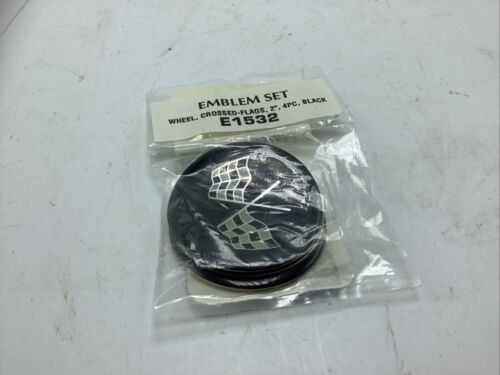 EMBLEM SET
WHEEL, CROSSED-FLAGS, 2", 4PC, BLACK
E1532